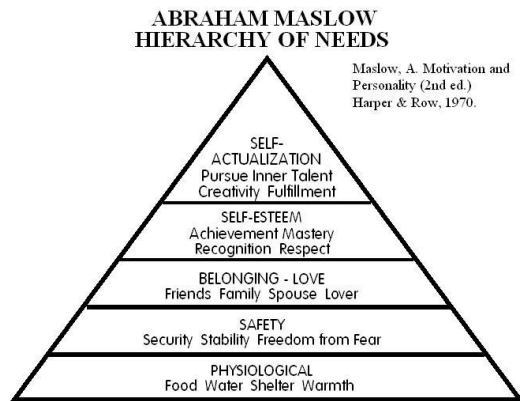 ABRAHAM MASLOW
HIERARCHY OF NEEDS
Maslow, A. Motivation and
Personality (2nd ed.)
Harper & Row, 1970.
SELF-
ACTUALIZATION
Pursue Inner Talent
Creativity Fulfillment
SELF-ESTEEM
Achievement Mastery
Recognition Respect
BELONGING - LOVE
Friends Family Spouse Lover
SAFETY
Security Stability Freedom from Fear
PHYSIOLOGICAL
Food Water Shelter Warmth